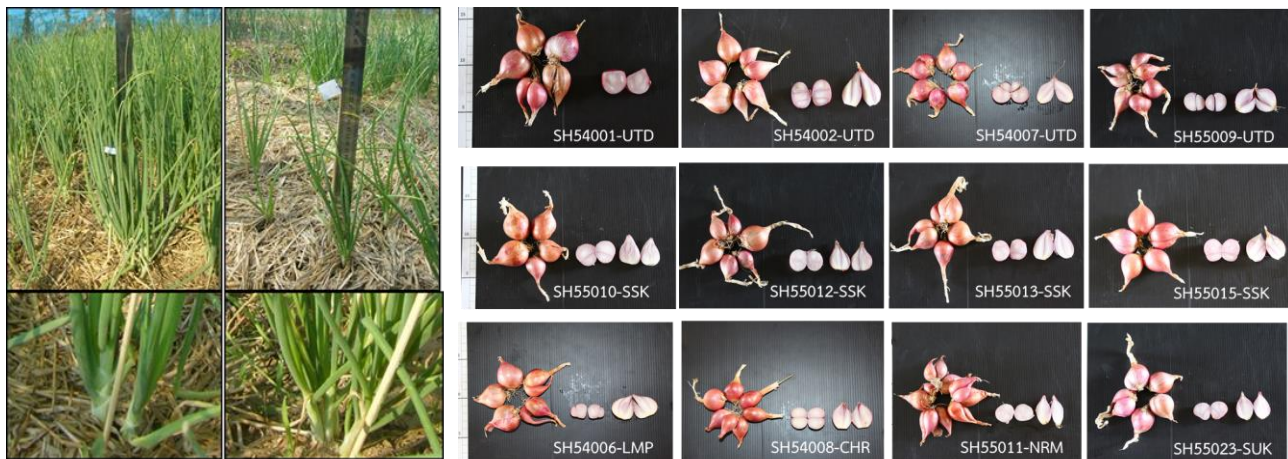 SH54001-UTD
SH54002-UTD
SH54007-UTD
SH55009-UTD
SH55010-SSK
SH55012-SSK
SH55013-SSK
SH55015-SSK
SH54006-LMP
SH54008-CHR
SH55011-NRM
SH55023-SUK